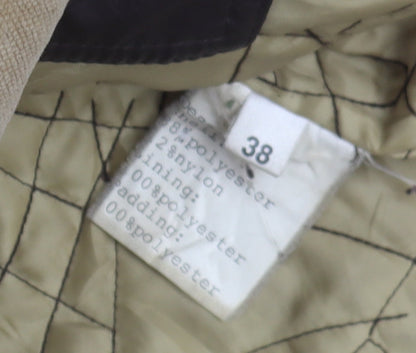 38
8%polyester
2%nylon
ining:
00%polyester
adding:
00%polyester